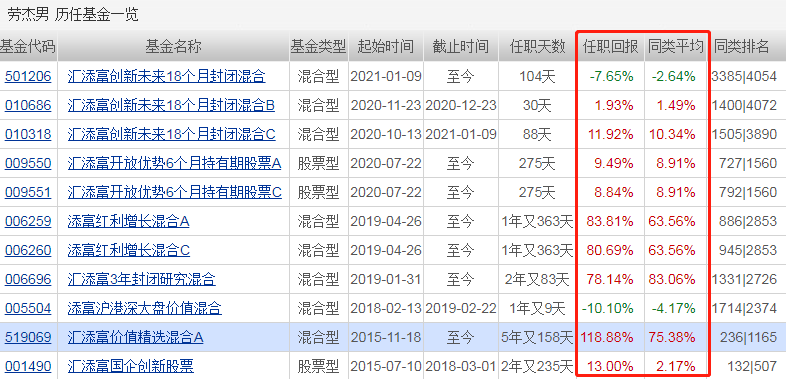 劳杰男 历任基金一览
基金代码 基金名称 基金类型 起始时间 截止时间 任职天数 任职回报 同类平均 同类排名
501206 汇添富创新未来18个月封闭混合 混合型 2021-01-09 至今 104天 -7.65% -2.64% 3385|4054
010686 汇添富创新未来18个月封闭混合B 混合型 2020-11-23 2020-12-23 30天 1.93% 1.49% 1400|4072
010318 汇添富创新未来18个月封闭混合C 混合型 2020-10-13 2021-01-09 88天 11.92% 10.34% 1505|3890
009550 汇添富开放优势6个月持有期股票A 股票型 2020-07-22 至今 275天 9.49% 8.91% 727|1560
009551 汇添富开放优势6个月持有期股票C 股票型 2020-07-22 至今 275天 8.84% 8.91% 792|1560
006259 添富红利增长混合A 混合型 2019-04-26 至今 1年又363天 83.81% 63.56% 886|2853
006260 添富红利增长混合C 混合型 2019-04-26 至今 1年又363天 80.69% 63.56% 945|2853
006696 汇添富3年封闭研究混合 混合型 2019-01-31 至今 2年又83天 78.14% 83.06% 1331|2726
005504 添富沪港深大盘价值混合 混合型 2018-02-13 2019-02-22 1年又9天 -10.10% -4.17% 1714|2374
519069 汇添富价值精选混合A 混合型 2015-11-18 至今 5年又158天 118.88% 75.38% 236|1165
001490 汇添富国企创新股票 股票型 2015-07-10 2018-03-01 2年又235天 13.00% 2.17% 132|507